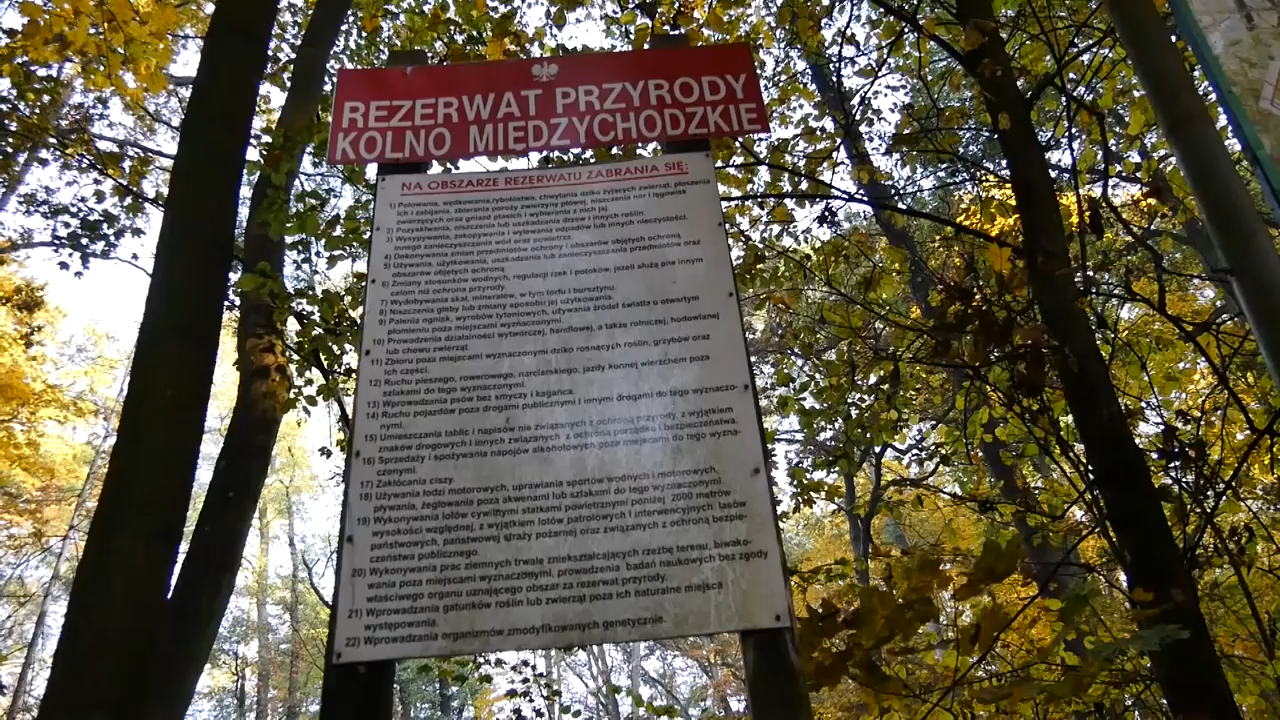 REZERWAT PRZYRODY
KOLNO MIĘDZYCHODZKIE
NA OBSZARZE REZERWATU ZABRANIA SIĘ:
1) Polowania, wędkowania, rybołóstwa, chwytania dziko żyjących zwierząt, płoszenia
ich i zabijania, zbierania poroży zwierzyny płowej, niszczenia nor i legowisk
zwierzęcych oraz gniazd ptasich i wybierania z nich jaj.
2) Pozyskiwania, niszczenia lub uszkadzania drzew i innych roślin.
3) Wysypywania, zakopywania i wylewania odpadów lub innych nieczystości,
innego zanieczyszczania wód oraz powietrza.
4) Dokonywania zmian przedmiotów ochrony i obszarów objętych ochroną.
5) Używania, użytkowania, uszkadzania lub zanieczyszczania przedmiotów oraz
obszarów objętych ochroną.
6) Zmiany stosunków wodnych, regulacji rzek i potoków, jeżeli służą one innym
celom niż ochrona przyrody.
7) Wydobywania skał, minerałów, w tym torfu i bursztynu.
8) Niszczenia gleby lub zmiany sposobu jej użytkowania.
9) Palenia ognisk, wyrobów tytoniowych, używania źródeł światła o otwartym
płomieniu poza miejscami wyznaczonymi.
10) Prowadzenia działalności wytwórczej, handlowej, a także rolniczej, hodowlanej
lub chowu zwierząt.
11) Zbioru poza miejscami wyznaczonymi dziko rosnących roślin, grzybów oraz
ich części.
12) Ruchu pieszego, rowerowego, narciarskiego, jazdy konnej wierzchem poza
szlakami do tego wyznaczonymi.
13) Wprowadzania psów bez smyczy i kagańca.
14) Ruchu pojazdów poza drogami publicznymi i innymi drogami do tego wyznaczo-
nymi.
15) Umieszczania tablic i napisów nie związanych z ochroną przyrody, z wyjątkiem
znaków drogowych i innych związanych z ochroną porządku i bezpieczeństwa.
16) Sprzedaży i spożywania napojów alkoholowych poza miejscami do tego wyzna-
czonymi.
17) Zakłócania ciszy.
18) Używania łodzi motorowych, uprawiania sportów wodnych i motorowych,
pływania, żeglowania poza akwenami lub szlakami do tego wyznaczonymi
19) Wykonywania lotów cywilnymi statkami powietrznymi poniżej 2000 metrów
wysokości względnej, z wyjątkiem lotów patrolowych i interwencyjnych lasów
państwowych, państwowej straży pożarnej oraz związanych z ochroną bezpie-
czeństwa publicznego.
20) Wykonywania prac ziemnych trwale zniekształcających rzeźbę terenu, biwako-
wania poza miejscami wyznaczonymi, prowadzenia badań naukowych bez zgody
właściwego organu uznającego obszar za rezerwat przyrody.
21) Wprowadzania gatunków roślin lub zwierząt poza ich naturalne miejsca
występowania.
22) Wprowadzania organizmów zmodyfikowanych genetycznie.